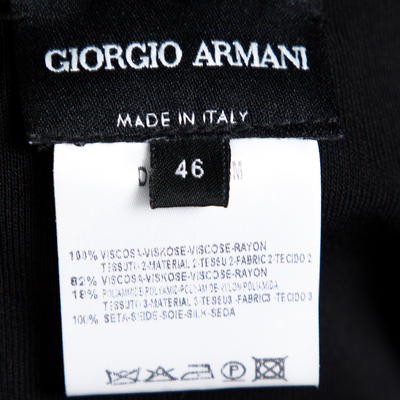 GIORGIO ARMANI
MADE IN ITALY
D 46 M
100% VISCOSA-VISKOSE-VISCOSE-RAYON
TESSUTO 2-MATERIAL 2-TESSU 2-FABRIC 2-TECIDO 2
82% VISCOSA-VISKOSE-VISCOSE-RAYON
18% POLIAMMIDE-POLYAMID-POLYAMIDE-NYLON-POLIAMIDA
TESSUTO 3-MATERIAL 3-TESSU3 -FABRIC3 -TECIDO 3
100% SETA-SEIDE-SOIE-SILK-SEDA
P